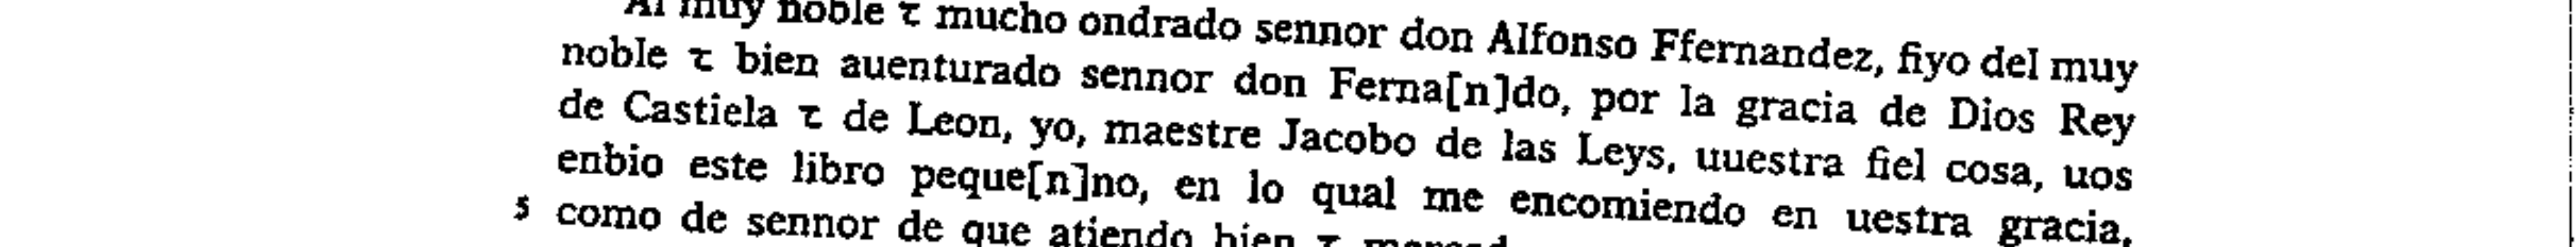 Al muy noble τ mucho ondrado sennor don Alfonso Ffernandez, fiyo del muy
noble τ bien auenturado sennor don Ferna[n]do, por la gracia de Dios Rey
de Castiela τ de Leon, yo, maestre Jacobo de las Leys, uuestra fiel cosa, uos
enbio este libro peque[n]no, en lo qual me encomiendo en uestra gracia,
5 como de sennor de que atiendo bien τ merced